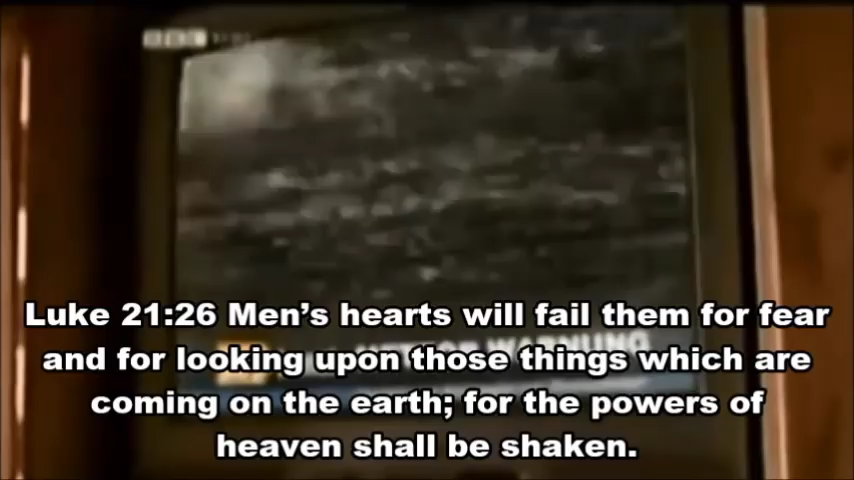 Luke 21:26 Men's hearts will fail them for fear
and for looking upon those things which are
coming on the earth; for the powers of
heaven shall be shaken.